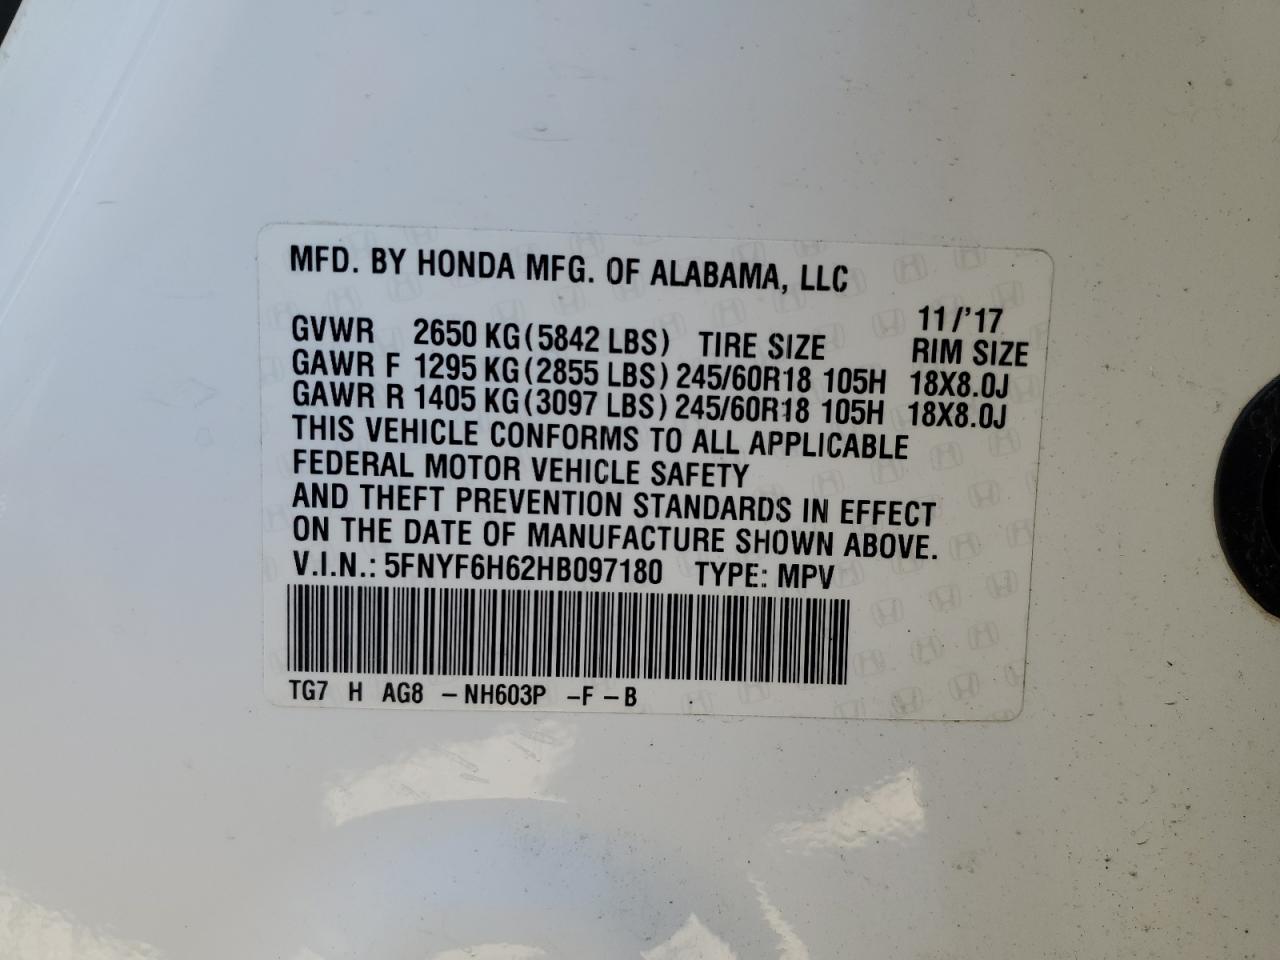 MFD. BY HONDA MFG. OF ALABAMA, LLC
11/'17
GVWR 2650 KG(5842 LBS) TIRE SIZE RIM SIZE
GAWR F 1295 KG(2855 LBS) 245/60R18 105H 18X8.0J
GAWR R 1405 KG(3097 LBS) 245/60R18 105H 18X8.0J
THIS VEHICLE CONFORMS TO ALL APPLICABLE
FEDERAL MOTOR VEHICLE SAFETY
AND THEFT PREVENTION STANDARDS IN EFFECT
ON THE DATE OF MANUFACTURE SHOWN ABOVE.
V.I.N.: 5FNYF6H62HB097180 TYPE: MPV
TG7 H AG8 -NH603P -F -B